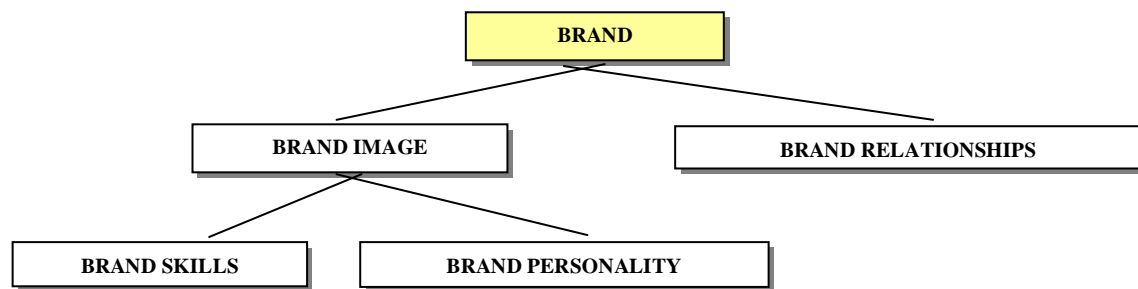 BRAND
BRAND IMAGE
BRAND RELATIONSHIPS
BRAND SKILLS
BRAND PERSONALITY